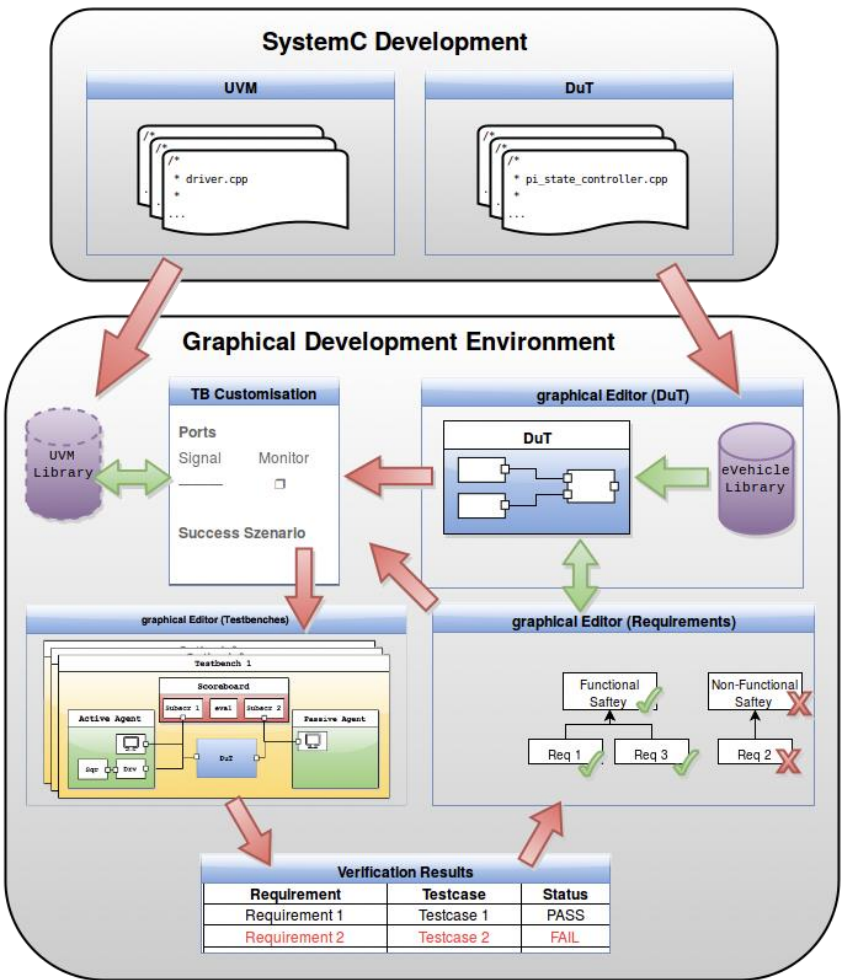 SystemC Development
UVM
DuT
/*
/*
/*
* driver.cpp
*
...
/*
/*
/*
* pi_state_controller.cpp
*
...
Graphical Development Environment
UVM
Library
TB Customisation
Ports
Signal Monitor
Success Szenario
graphical Editor (DuT)
DuT
eVehicle
Library
graphical Editor (Testbenches)
Testbench 1
Scoreboard
Subscr 1 eval Subscr 2
Active Agent
Passive Agent
Sqr Drv
DuT
graphical Editor (Requirements)
Functional
Saftey
Non-Functional
Saftey
Req 1 Req 3 Req 2
Verification Results
Requirement Testcase Status
Requirement 1 Testcase 1 PASS
Requirement 2 Testcase 2 FAIL